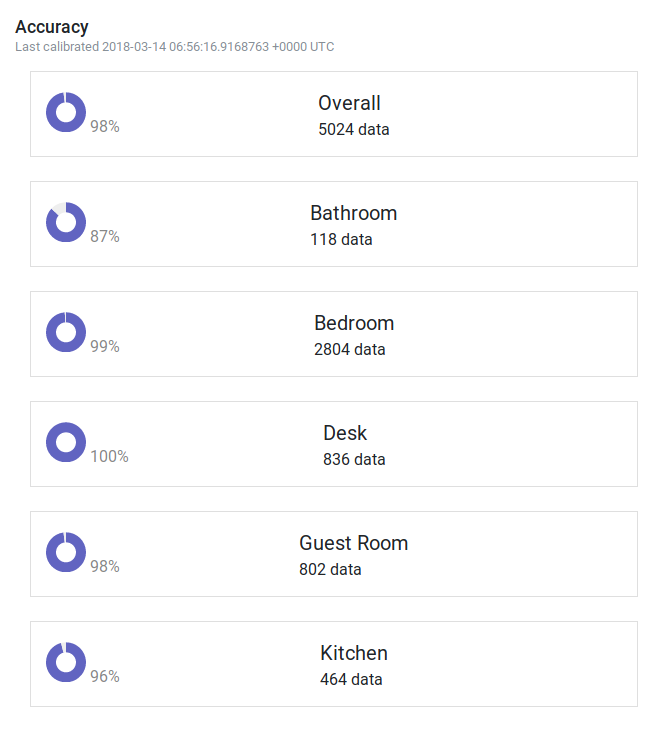 Accuracy
Last calibrated 2018-03-14 06:56:16.9168763 +0000 UTC
98%
Overall
5024 data
87%
Bathroom
118 data
99%
Bedroom
2804 data
100%
Desk
836 data
98%
Guest Room
802 data
96%
Kitchen
464 data